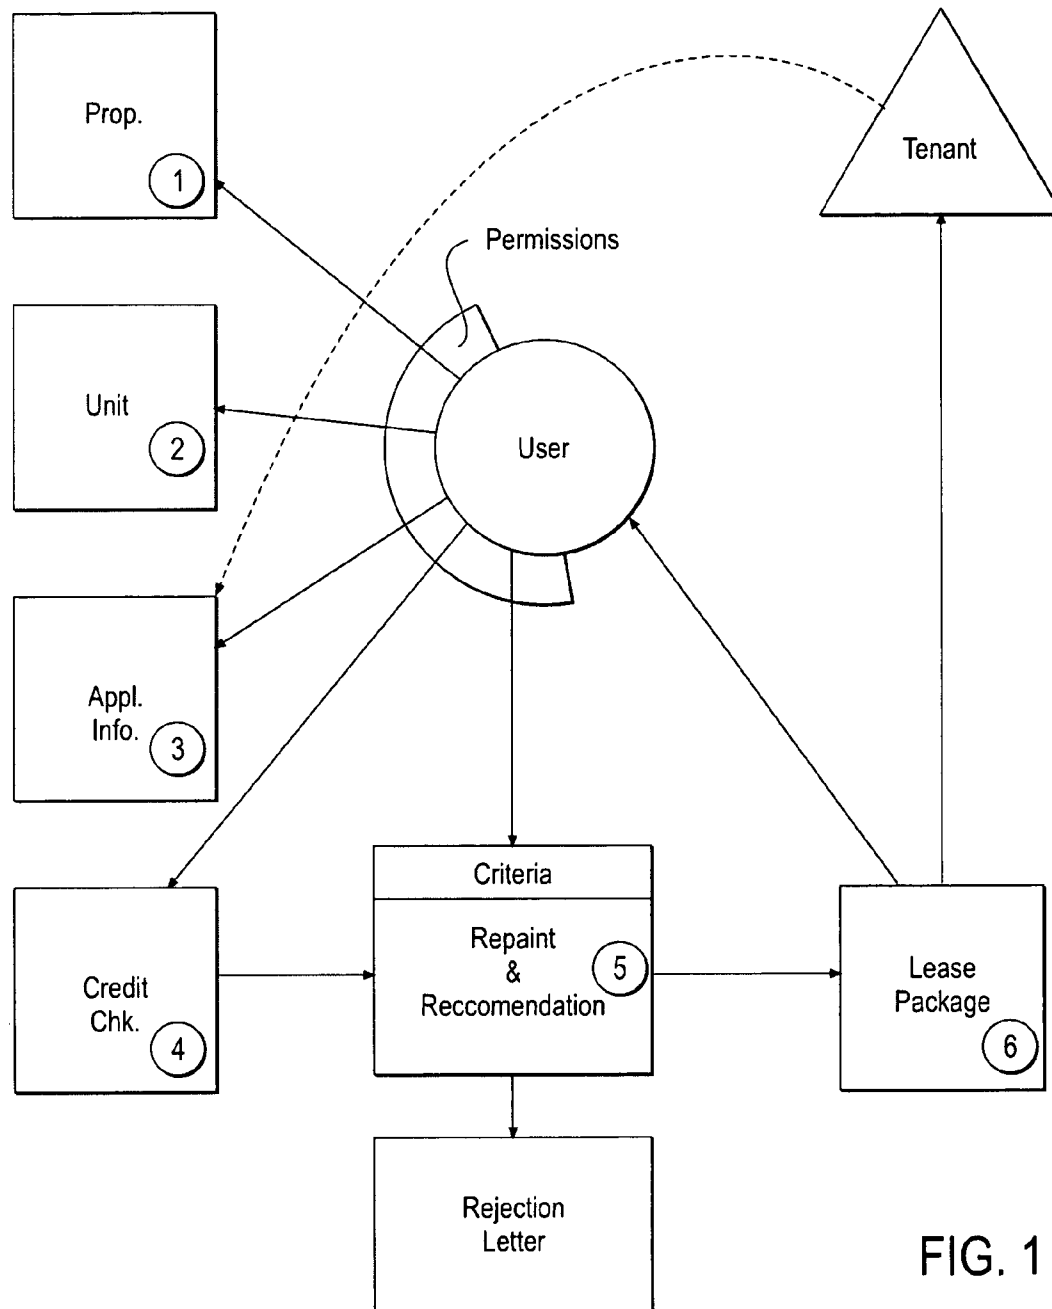 Prop.
1
Tenant
Permissions
Unit
2
User
Appl.
Info.
3
Criteria
Repaint
&
Reccomendation
5
Credit
Chk.
4
Lease
Package
6
Rejection
Letter
FIG. 1